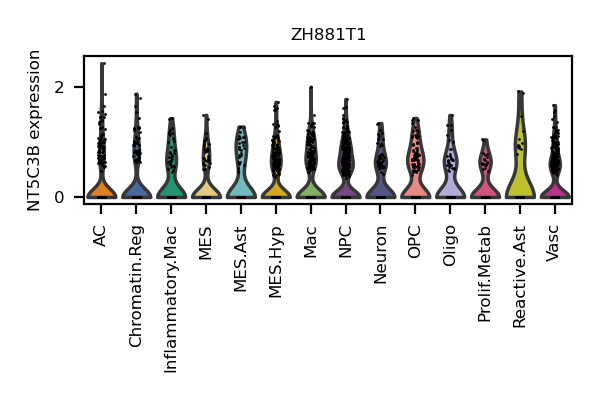 ZH881T1
NT5C3B expression
2
0
AC
Chromatin.Reg
Inflammatory.Mac
MES
MES.Ast
MES.Hyp
Mac
NPC
Neuron
OPC
Oligo
Prolif.Metab
Reactive.Ast
Vasc